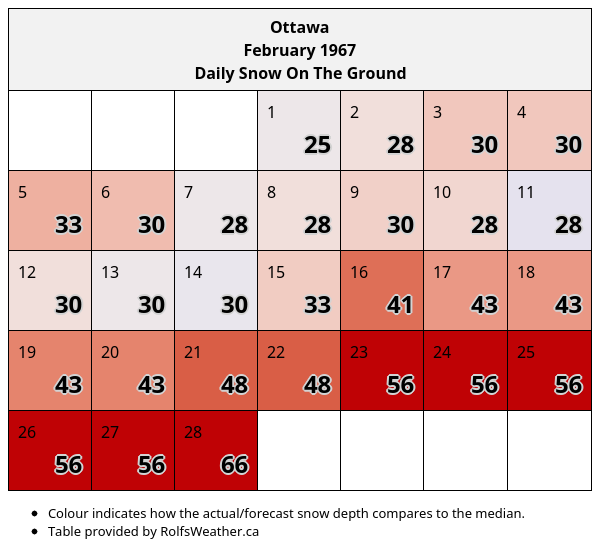 Ottawa
February 1967
Daily Snow On The Ground
1 2 3 4
25 28 30 30
5 6 7 8 9 10 11
33 30 28 28 30 28 28
12 13 14 15 16 17 18
30 30 30 33 41 43 43
19 20 21 22 23 24 25
43 43 48 48 56 56 56
26 27 28
56 56 66
• Colour indicates how the actual/forecast snow depth compares to the median.
• Table provided by RolfsWeather.ca